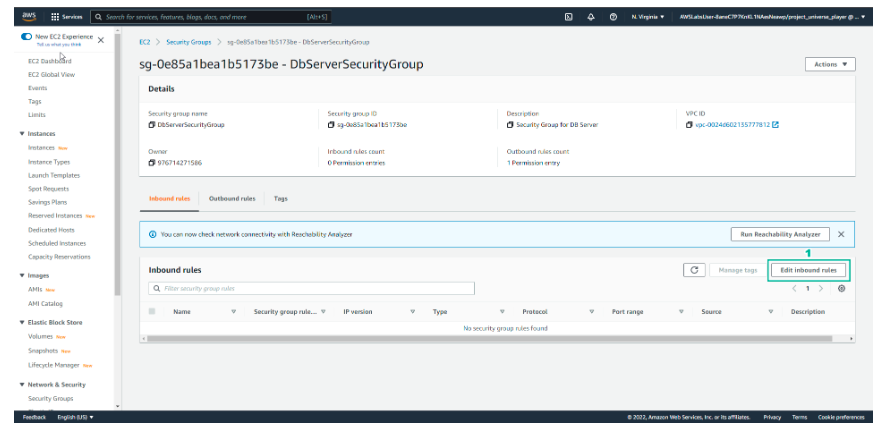 aws Services Search for services, features, blogs, docs, and more [Alt+S] N. Virginia ▼
New EC2 Experience
Tell us what you think
EC2 Dashboard
EC2 Global View
Events
Tags
Limits
Instances
Instances New
Instance Types
Launch Templates
Spot Requests
Savings Plans
Reserved Instances New
Dedicated Hosts
Scheduled Instances
Capacity Reservations
Images
AMIs New
AMI Catalog
Elastic Block Store
Volumes New
Snapshots New
Lifecycle Manager New
Network & Security
Security Groups
EC2 > Security Groups > sg-0e85a1bea1b5173be - DbServerSecurityGroup
sg-0e85a1bea1b5173be - DbServerSecurityGroup
Actions ▼
Details
Security group name
DbServerSecurityGroup
Security group ID
sg-0e85a1bea1b5173be
Description
Security Group for DB Server
VPC ID
vpc-0024d602155777812
Owner
976714271586
Inbound rules count
0 Permission entries
Outbound rules count
1 Permission entry
Inbound rules Outbound rules Tags
You can now check network connectivity with Reachability Analyzer
Run Reachability Analyzer
1
Inbound rules
Manage tags
Edit inbound rules
Filter security group rules
< 1 >
Name Security group rule... IP version Type Protocol Port range Source Description
No security group rules found
Feedback English (US) ▼ © 2022, Amazon Web Services, Inc. or its affiliates. Privacy Terms Cookie preferences